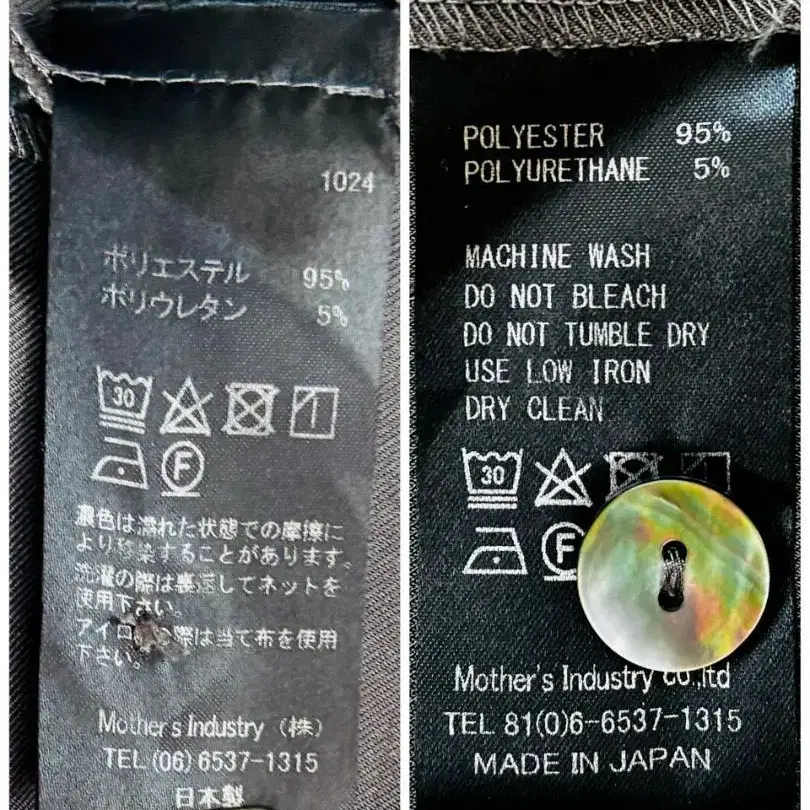 1024
ポリエステル 95%
ポリウレタン 5%
30
F
濃色は濡れた状態での摩擦に
より移染することがあります。
洗濯の際は裏返してネットを
使用下さい。
アイロ 際は当て布を使用
下さい。
Mother's Industry (株)
TEL (06) 6537-1315
日本製
POLYESTER 95%
POLYURETHANE 5%
MACHINE WASH
DO NOT BLEACH
DO NOT TUMBLE DRY
USE LOW IRON
DRY CLEAN
30
F
Mother's Industry co.,ltd
TEL 81(0)6-6537-1315
MADE IN JAPAN